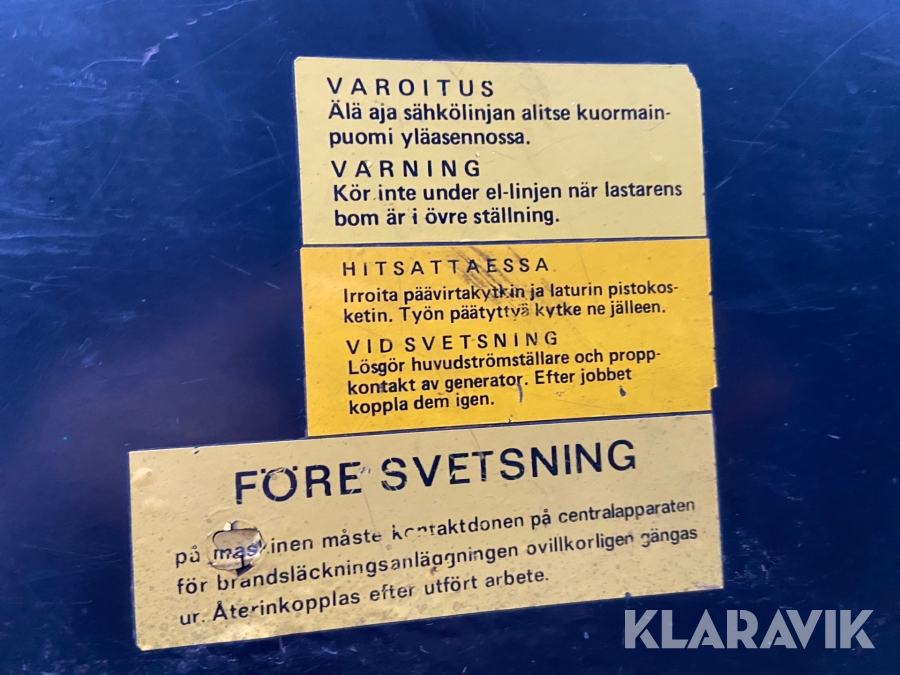 VAROITUS
Älä aja sähkölinjan alitse kuormain-
puomi yläasennossa.
VARNING
Kör inte under el-linjen när lastarens
bom är i övre ställning.
HITSATTAESSA
Irroita päävirtakytkin ja laturin pistokos-
ketin. Työn päätyttyä kytke ne jälleen.
VID SVETSNING
Lösgör huvudströmställare och propp-
kontakt av generator. Efter jobbet
koppla dem igen.
FÖRE SVETSNING
på maskinen måste kontaktdonen på centralapparaten
för brandsläckningsanläggningen ovillkorligen gängas
ur. Återinkopplas efter utfört arbete.
KLARAVIK